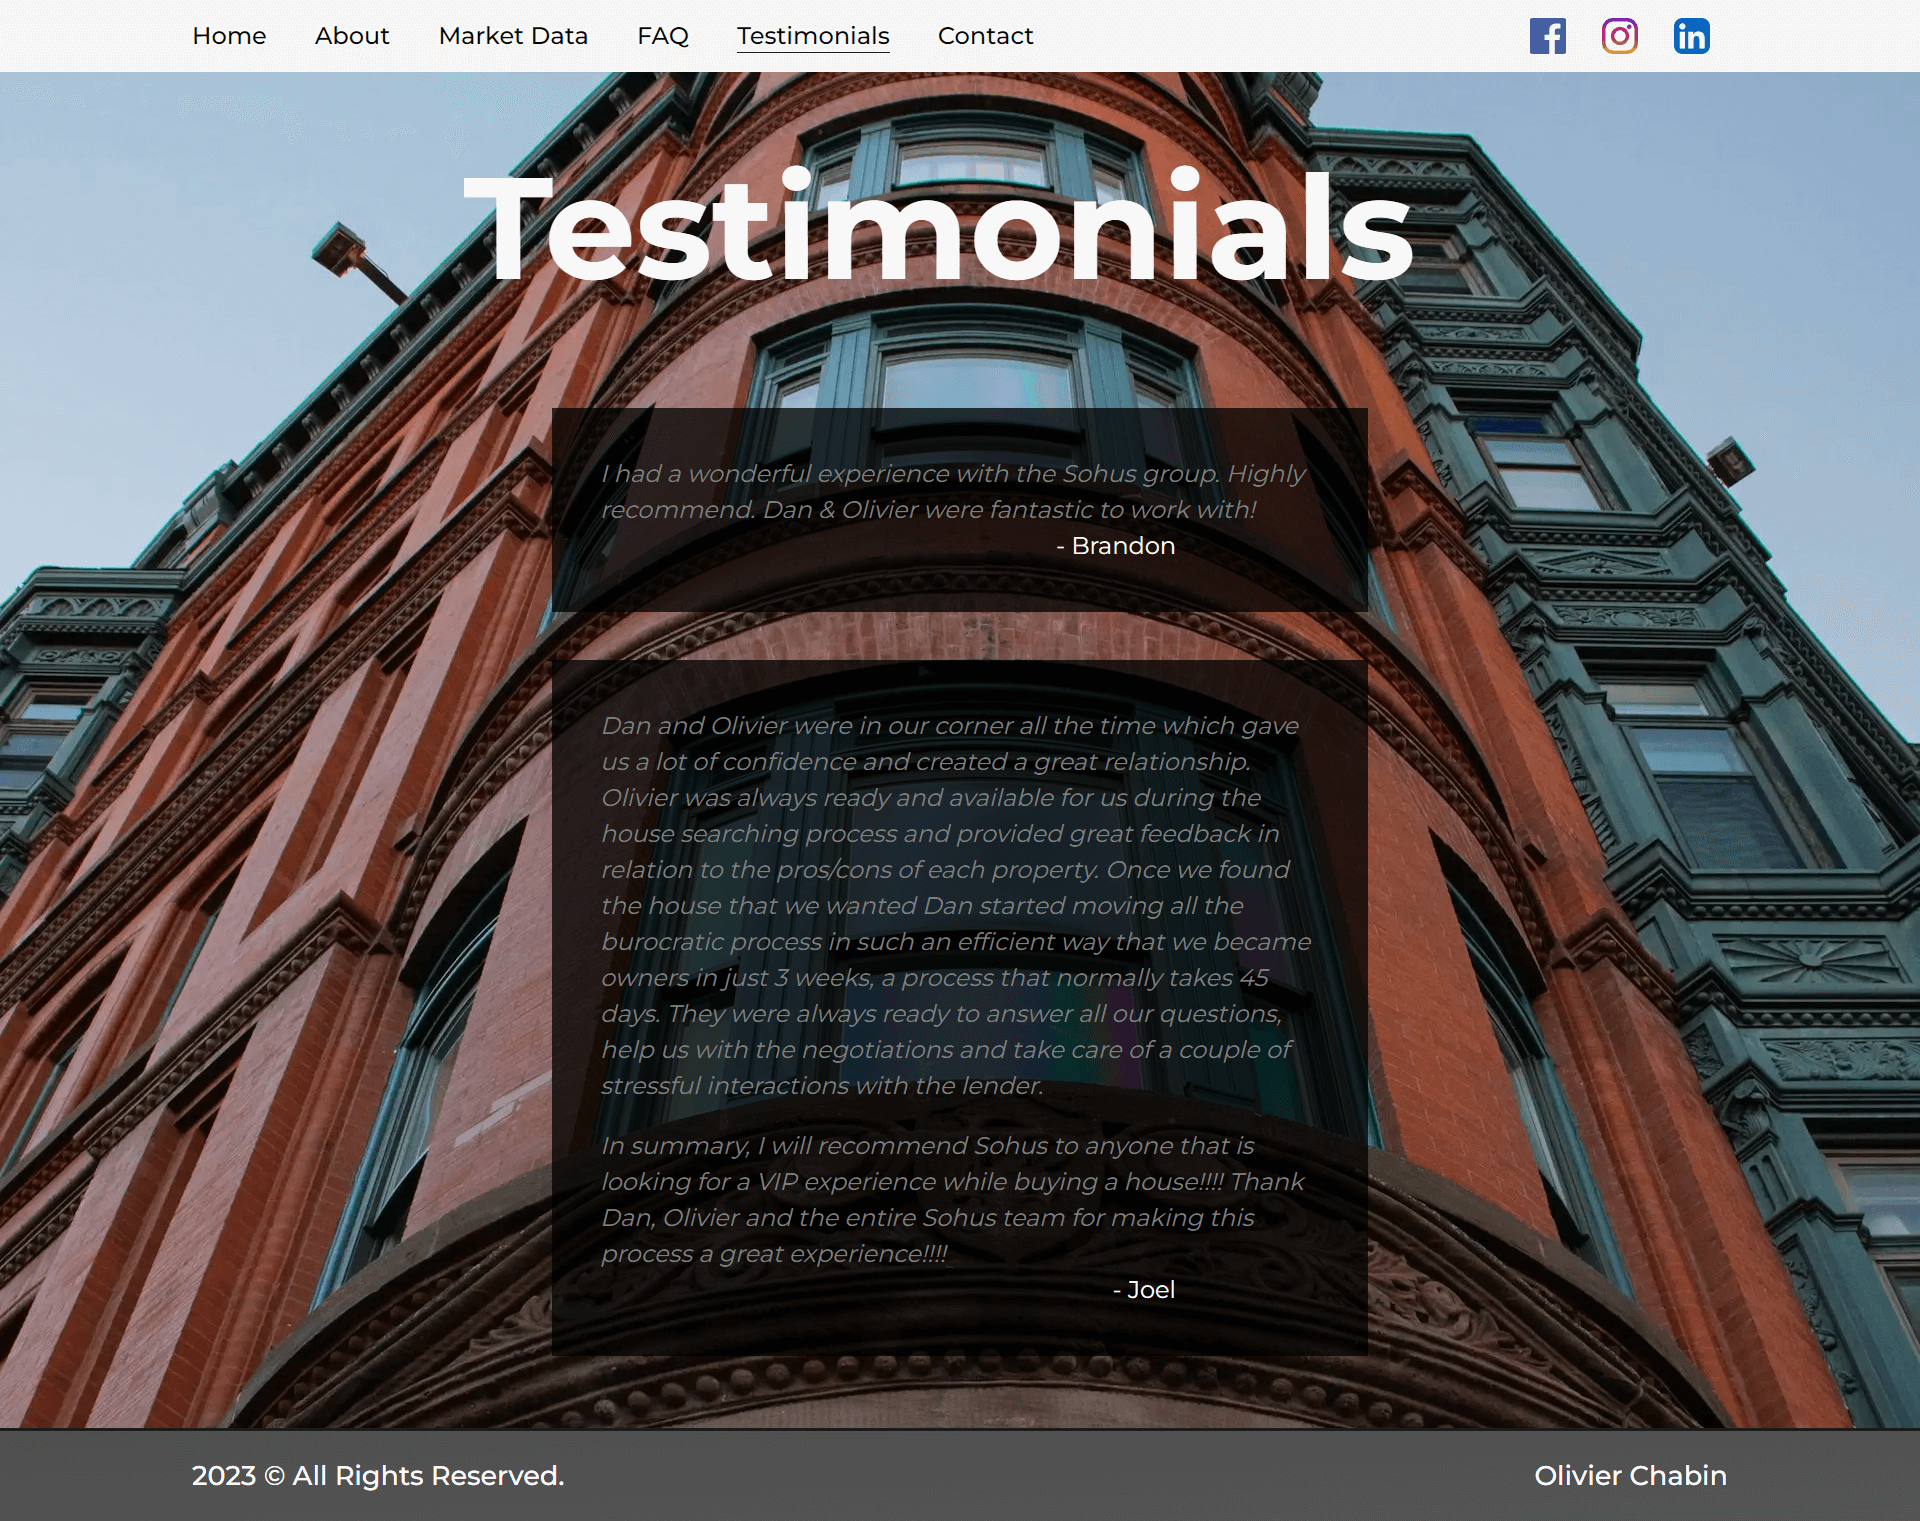 Home About Market Data FAQ Testimonials Contact
Testimonials
I had a wonderful experience with the Sohus group. Highly
recommend. Dan & Olivier were fantastic to work with!
- Brandon
Dan and Olivier were in our corner all the time which gave
us a lot of confidence and created a great relationship.
Olivier was always ready and available for us during the
house searching process and provided great feedback in
relation to the pros/cons of each property. Once we found
the house that we wanted Dan started moving all the
burocratic process in such an efficient way that we became
owners in just 3 weeks, a process that normally takes 45
days. They were always ready to answer all our questions,
help us with the negotiations and take care of a couple of
stressful interactions with the lender.
In summary, I will recommend Sohus to anyone that is
looking for a VIP experience while buying a house!!!! Thank
Dan, Olivier and the entire Sohus team for making this
process a great experience!!!!
- Joel
2023 © All Rights Reserved.
Olivier Chabin